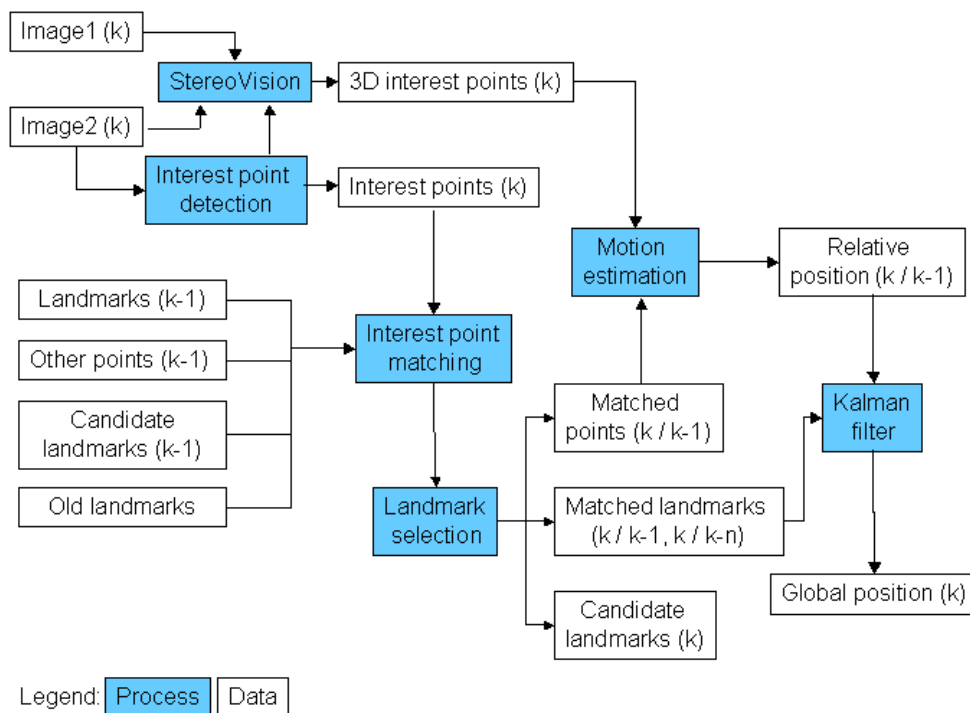 Image1 (k)
StereoVision
3D interest points (k)
Image2 (k)
Interest point
detection
Interest points (k)
Motion
estimation
Relative
position (k / k-1)
Landmarks (k-1)
Other points (k-1)
Candidate
landmarks (k-1)
Old landmarks
Interest point
matching
Matched
points (k / k-1)
Kalman
filter
Landmark
selection
Matched landmarks
(k / k-1, k / k-n)
Candidate
landmarks (k)
Global position (k)
Legend: Process Data